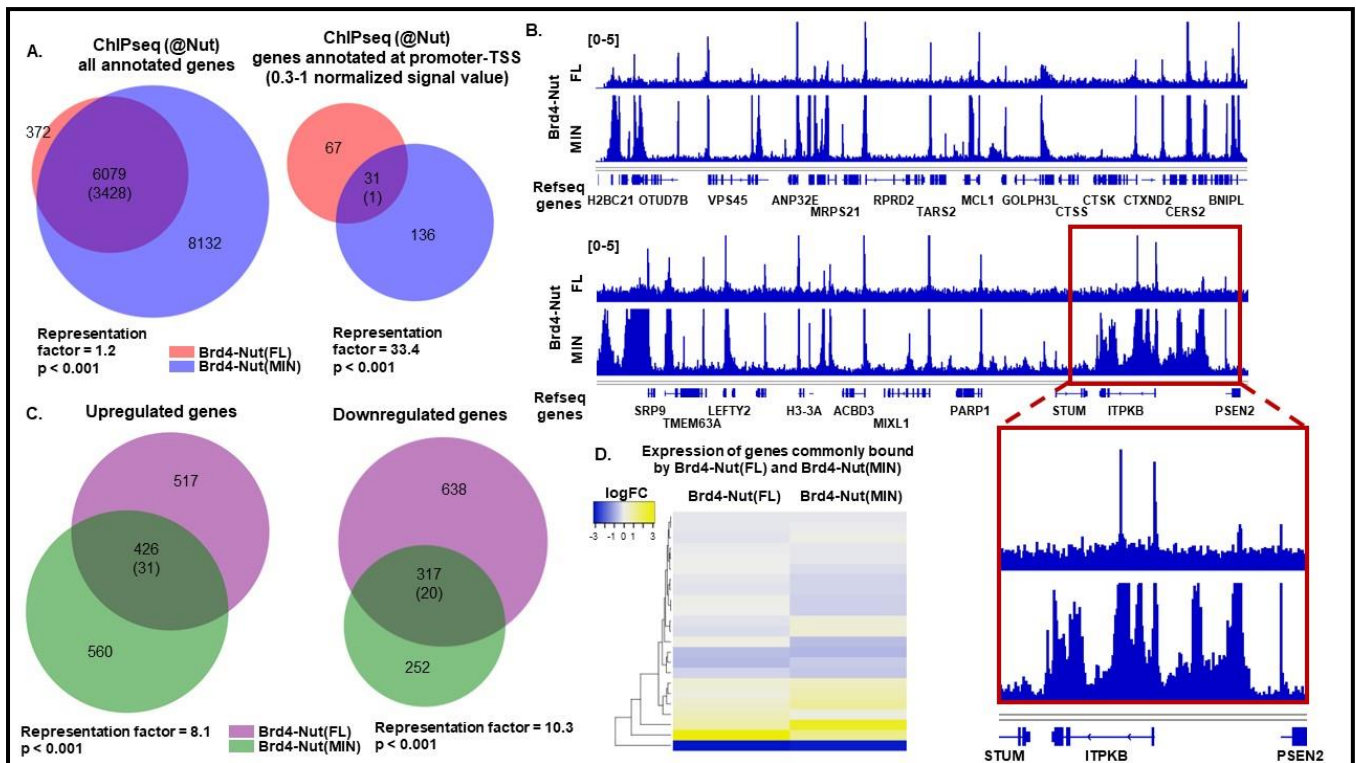 A.
ChIPseq (@Nut)
all annotated genes
372
6079
(3428)
8132
Representation
factor = 1.2
p < 0.001
ChIPseq (@Nut)
genes annotated at promoter-TSS
(0.3-1 normalized signal value)
67
31
(1)
136
Representation
factor = 33.4
p < 0.001
Brd4-Nut(FL)
Brd4-Nut(MIN)
B.
[0-5]
Brd4-Nut
FL
MIN
Refseq
genes
H2BC21 OTUD7B VPS45 ANP32E RPRD2 MCL1 GOLPH3L CTSK CTXND2 BNIPL
MRPS21 TARS2 CTSS CERS2
[0-5]
Brd4-Nut
FL
MIN
Refseq
genes
SRP9 LEFTY2 H3-3A ACBD3 PARP1 STUM ITPKB PSEN2
TMEM63A MIXL1
STUM ITPKB PSEN2
C.
Upregulated genes
517
426
(31)
560
Representation factor = 8.1
p < 0.001
Downregulated genes
638
317
(20)
252
Representation factor = 10.3
p < 0.001
Brd4-Nut(FL)
Brd4-Nut(MIN)
D.
Expression of genes commonly bound
by Brd4-Nut(FL) and Brd4-Nut(MIN)
logFC
-3 -1 0 1 3
Brd4-Nut(FL) Brd4-Nut(MIN)